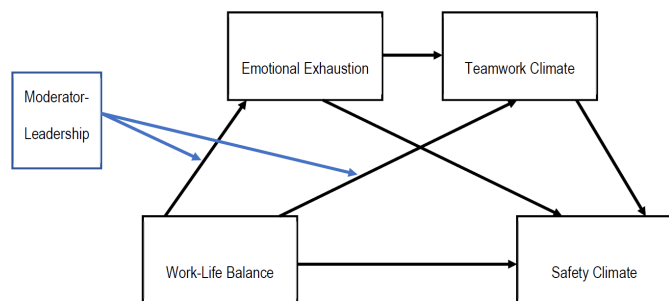 Emotional Exhaustion
Teamwork Climate
Moderator-
Leadership
Work-Life Balance
Safety Climate